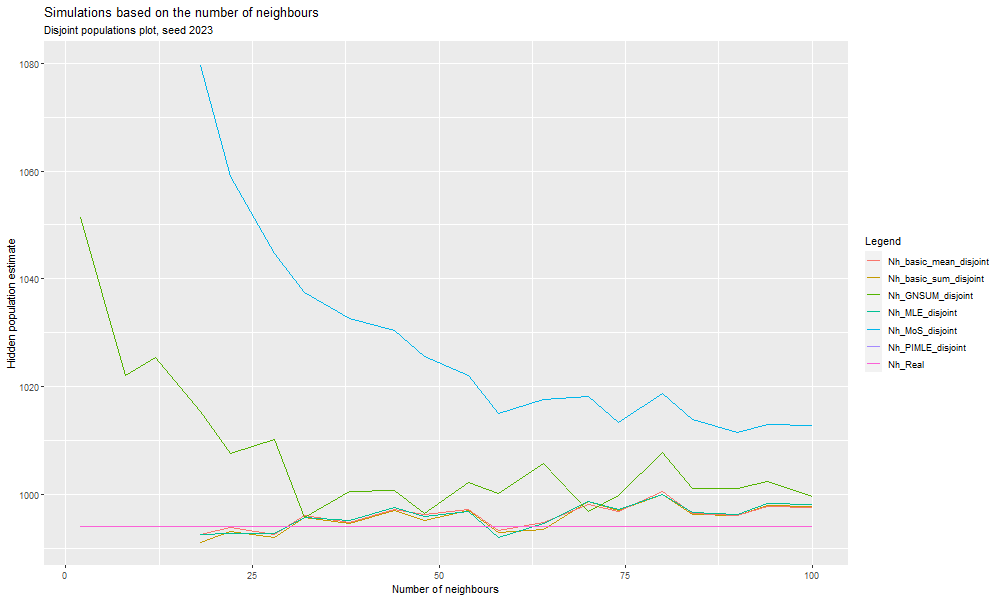 Simulations based on the number of neighbours
Disjoint populations plot, seed 2023
Hidden population estimate
1080
1060
1040
1020
1000
0
25
50
75
100
Number of neighbours
Legend
Nh_basic_mean_disjoint
Nh_basic_sum_disjoint
Nh_GNSUM_disjoint
Nh_MLE_disjoint
Nh_MoS_disjoint
Nh_PIMLE_disjoint
Nh_Real